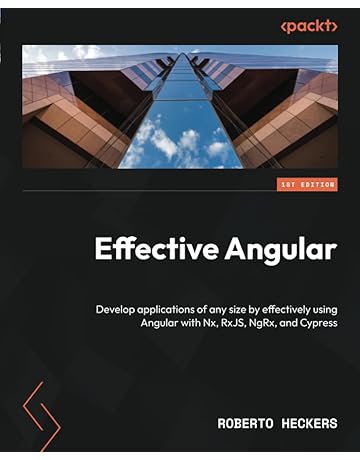 <packt>
1ST EDITION
Effective Angular
Develop applications of any size by effectively using
Angular with Nx, RxJS, NgRx, and Cypress
ROBERTO HECKERS